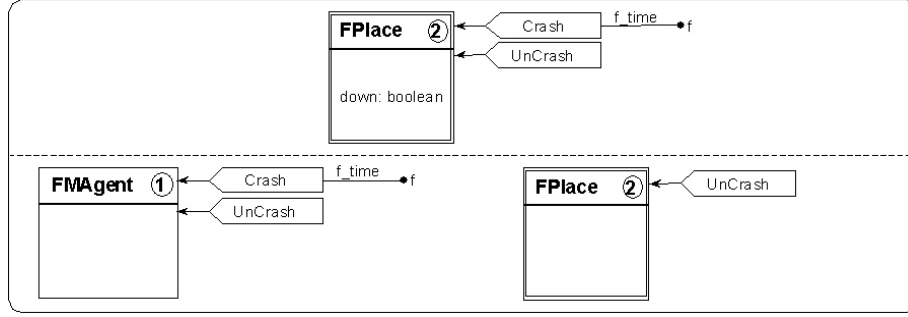 FPlace 2
Crash
f_time
f
UnCrash
down: boolean
FMAgent 1
Crash
f_time
f
UnCrash
FPlace 2
UnCrash